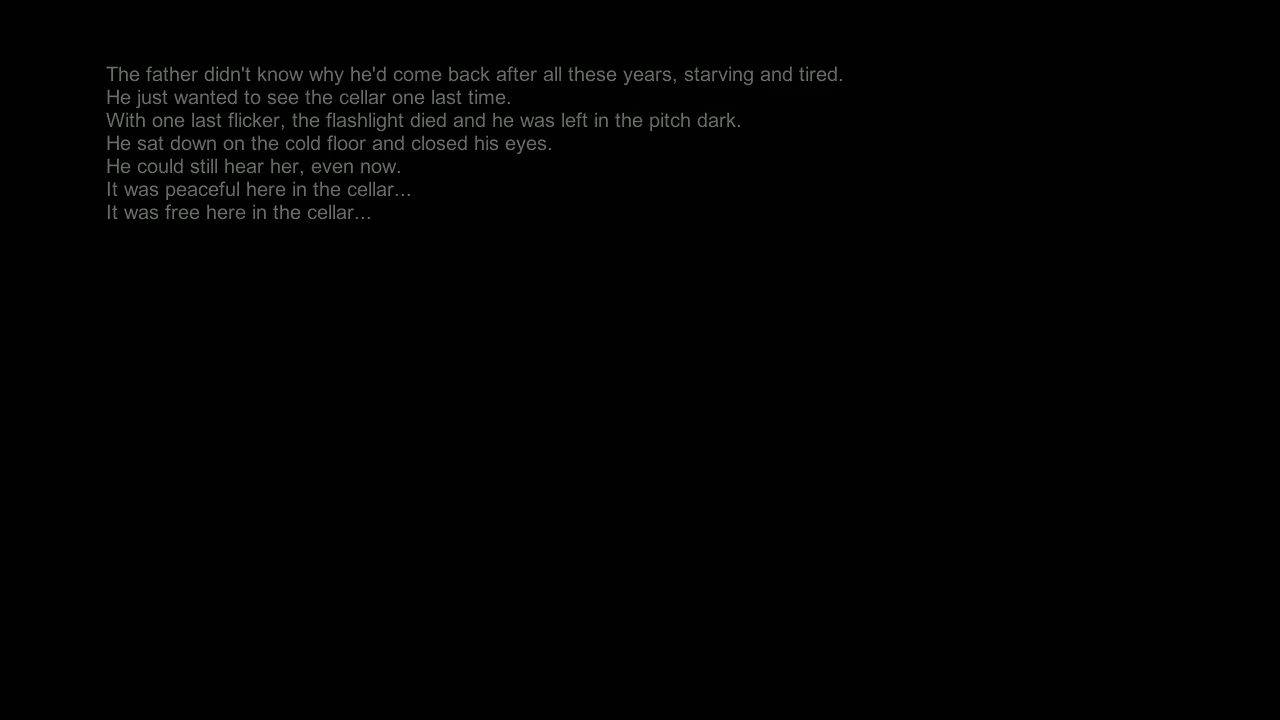 The father didn't know why he'd come back after all these years, starving and tired.
He just wanted to see the cellar one last time.
With one last flicker, the flashlight died and he was left in the pitch dark.
He sat down on the cold floor and closed his eyes.
He could still hear her, even now.
It was peaceful here in the cellar...
It was free here in the cellar...